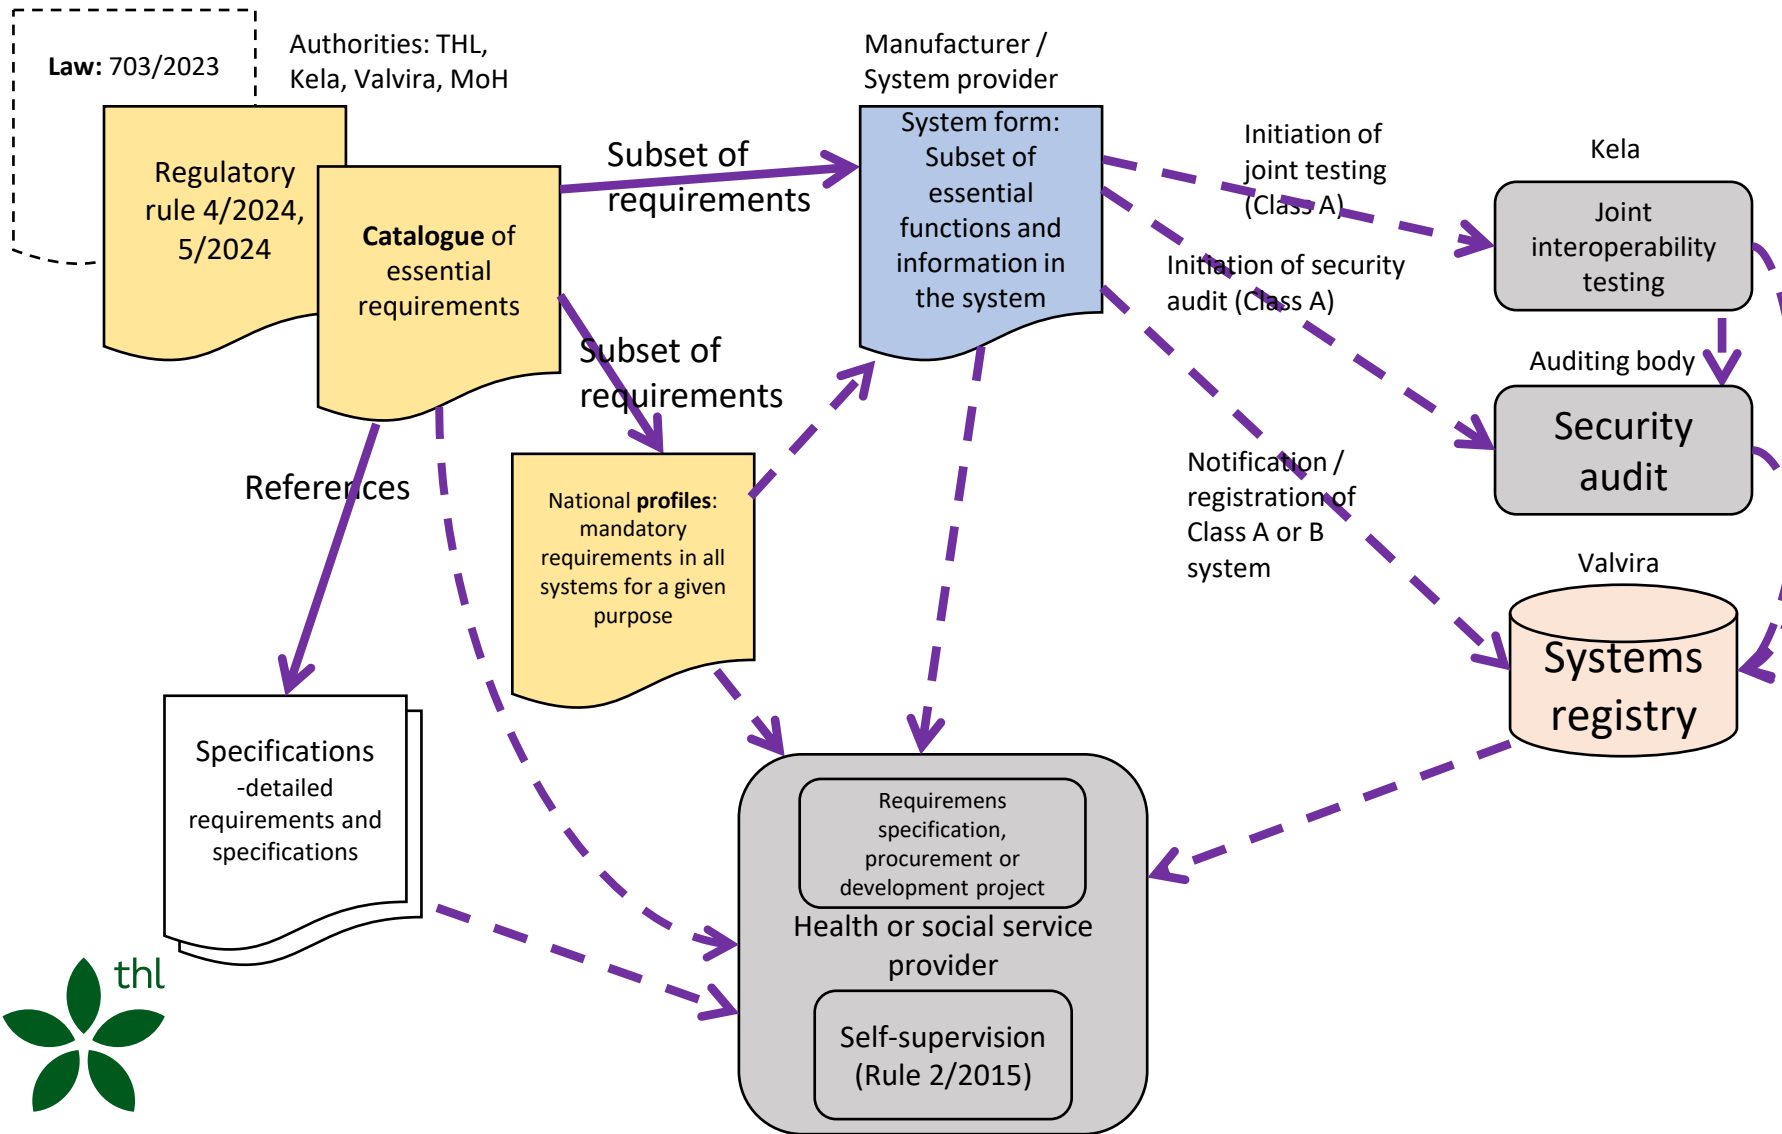 Law: 703/2023
Authorities: THL,
Kela, Valvira, MoH
Manufacturer /
System provider
Regulatory
rule 4/2024,
5/2024
Catalogue of
essential
requirements
Subset of
requirements
System form:
Subset of
essential
functions and
information in
the system
Initiation of
joint testing
(Class A)
Kela
Joint
interoperability
testing
Initiation of security
audit (Class A)
Auditing body
Security
audit
Subset of
requirements
References
National profiles:
mandatory
requirements in all
systems for a given
purpose
Notification /
registration of
Class A or B
system
Valvira
Systems
registry
Specifications
-detailed
requirements and
specifications
Requiremens
specification,
procurement or
development project
Health or social service
provider
Self-supervision
(Rule 2/2015)
thl